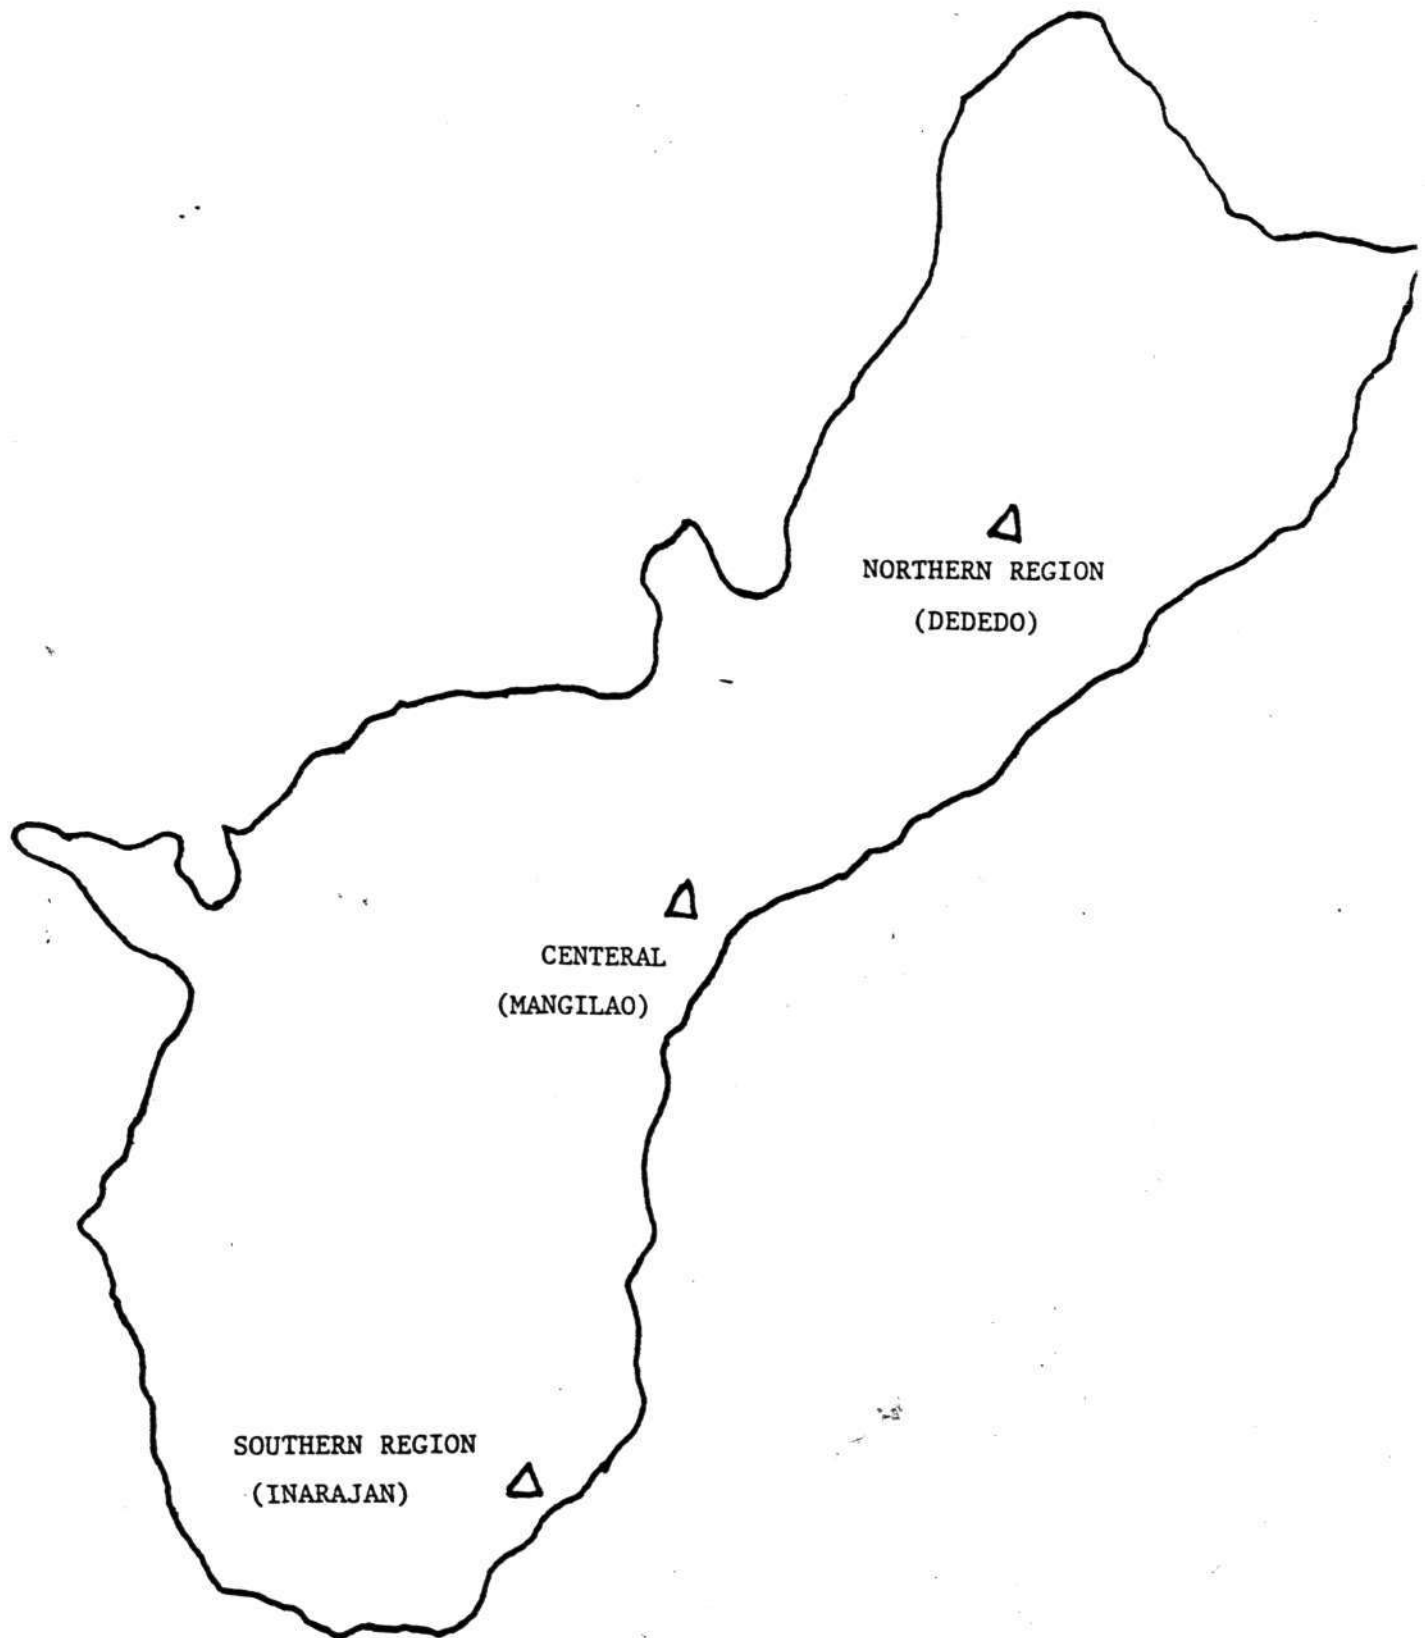 NORTHERN REGION
(DEDEDO)
CENTERAL
(MANGILAO)
SOUTHERN REGION
(INARAJAN)